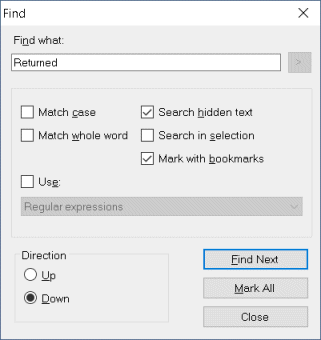 Find
Find what:
Returned
>
Match case
Search hidden text
Match whole word
Search in selection
Mark with bookmarks
Use:
Regular expressions
Direction
Up
Down
Find Next
Mark All
Close